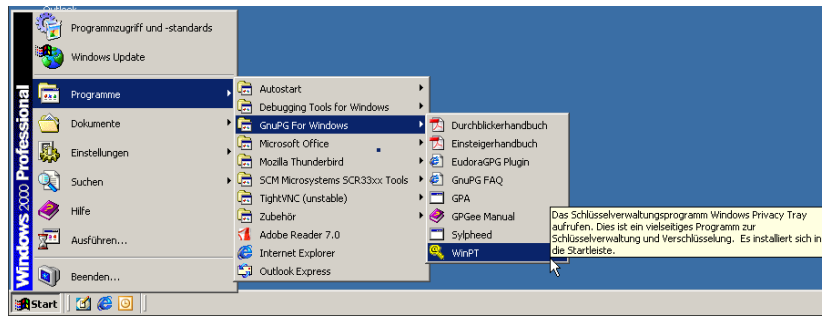 Outlook
Programmzugriff und -standards
Windows Update
Programme
Dokumente
Einstellungen
Suchen
Hilfe
Ausführen...
Beenden...
Windows 2000 Professional
Start
Autostart
Debugging Tools for Windows
GnuPG For Windows
Microsoft Office
Mozilla Thunderbird
SCM Microsystems SCR33xx Tools
TightVNC (unstable)
Zubehör
Adobe Reader 7.0
Internet Explorer
Outlook Express
Durchblickerhandbuch
Einsteigerhandbuch
EudoraGPG Plugin
GnuPG FAQ
GPA
GPGee Manual
Sylpheed
WinPT
Das Schlüsselverwaltungsprogramm Windows Privacy Tray
aufrufen. Dies ist ein vielseitiges Programm zur
Schlüsselverwaltung und Verschlüsselung. Es installiert sich in
die Startleiste.